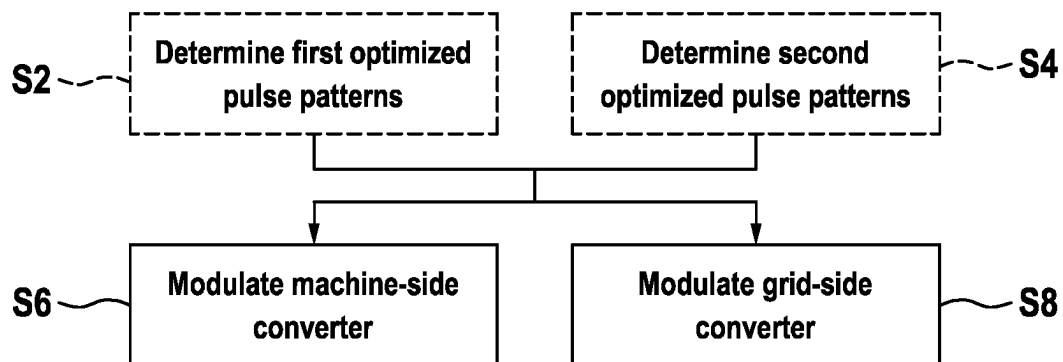 S2
Determine first optimized
pulse patterns
Determine second
optimized pulse patterns
S4
S6
Modulate machine-side
converter
Modulate grid-side
converter
S8